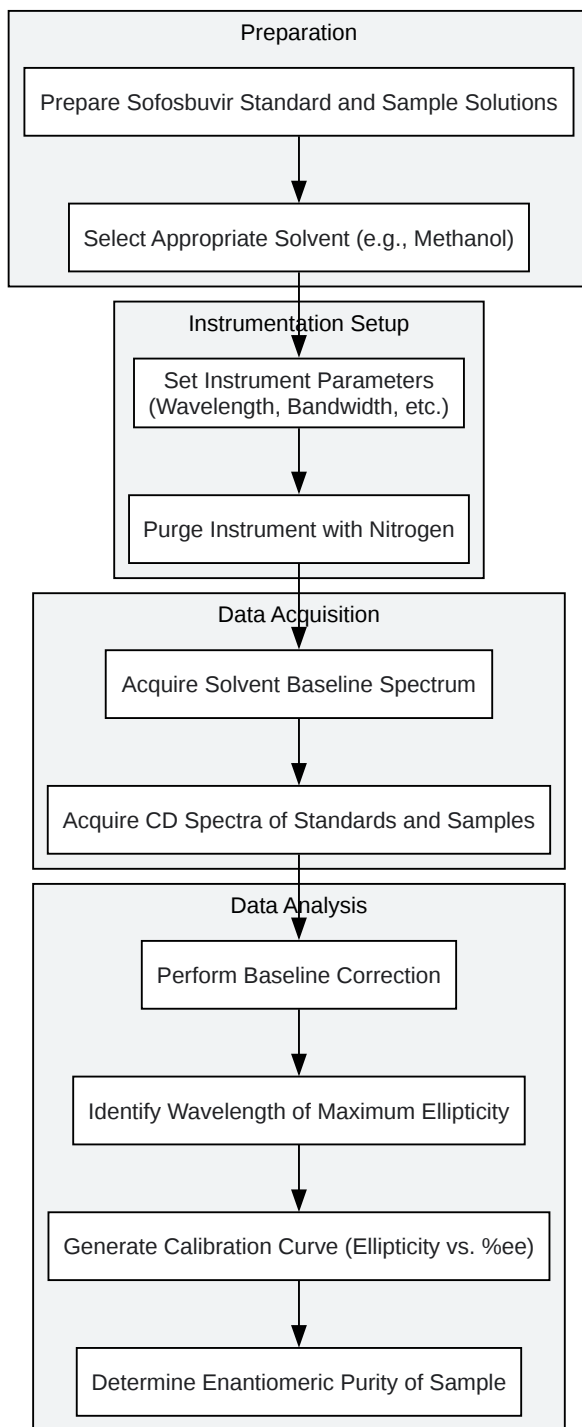 Preparation
Prepare Sofosbuvir Standard and Sample Solutions
Select Appropriate Solvent (e.g., Methanol)
Instrumentation Setup
Set Instrument Parameters
(Wavelength, Bandwidth, etc.)
Purge Instrument with Nitrogen
Data Acquisition
Acquire Solvent Baseline Spectrum
Acquire CD Spectra of Standards and Samples
Data Analysis
Perform Baseline Correction
Identify Wavelength of Maximum Ellipticity
Generate Calibration Curve (Ellipticity vs. %ee)
Determine Enantiomeric Purity of Sample